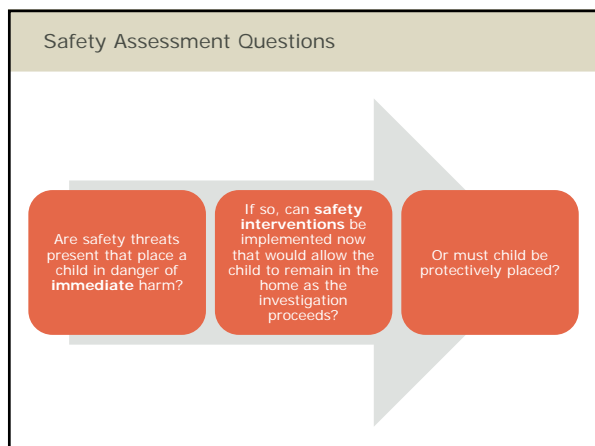 Safety Assessment Questions
Are safety threats
present that place a
child in danger of
immediate harm?
If so, can safety
interventions be
implemented now
that would allow the
child to remain in the
home as the
investigation
proceeds?
Or must child be
protectively placed?